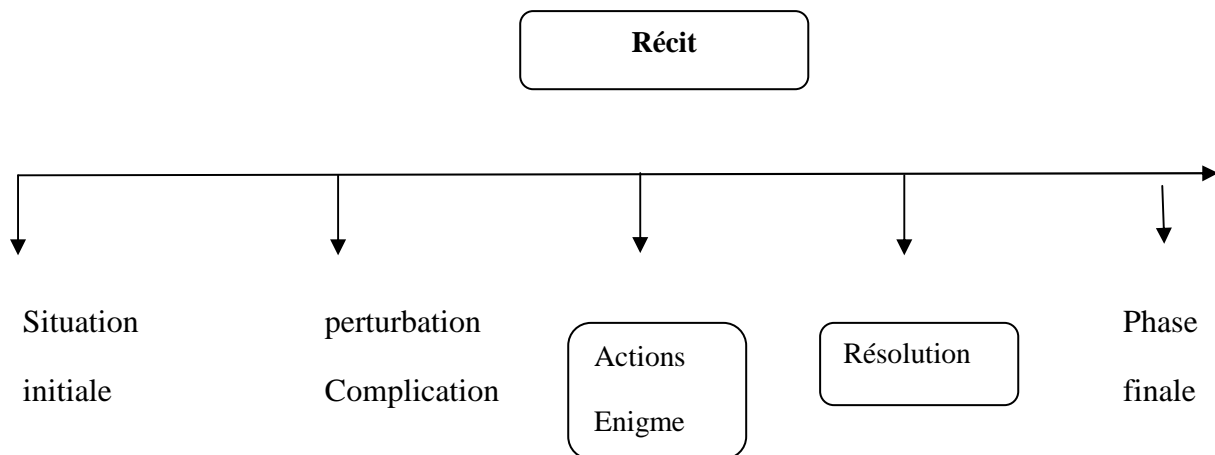 Récit
Situation
initiale
perturbation
Complication
Actions
Enigme
Résolution
Phase
finale